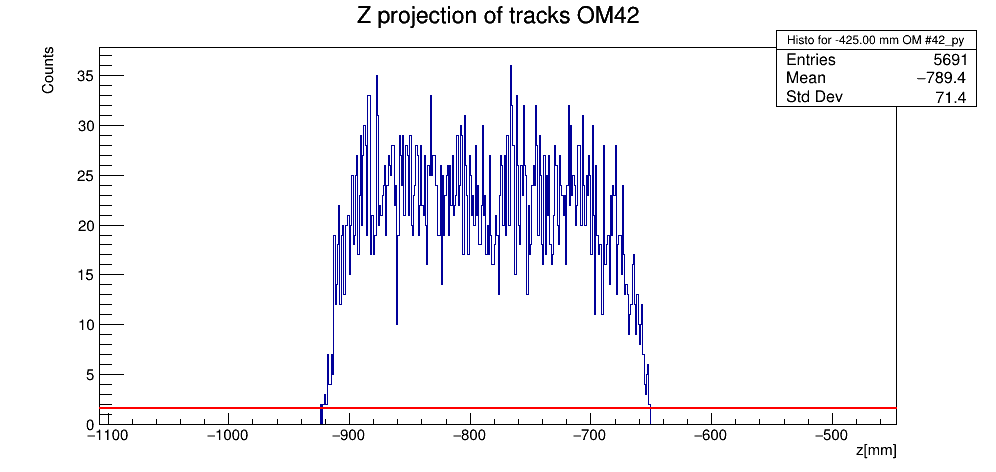 Z projection of tracks OM42
Histo for -425.00 mm OM #42_py
Entries 5691
Mean −789.4
Std Dev 71.4
Counts
35
30
25
20
15
10
5
0
−1100 −1000 −900 −800 −700 −600 −500
z[mm]